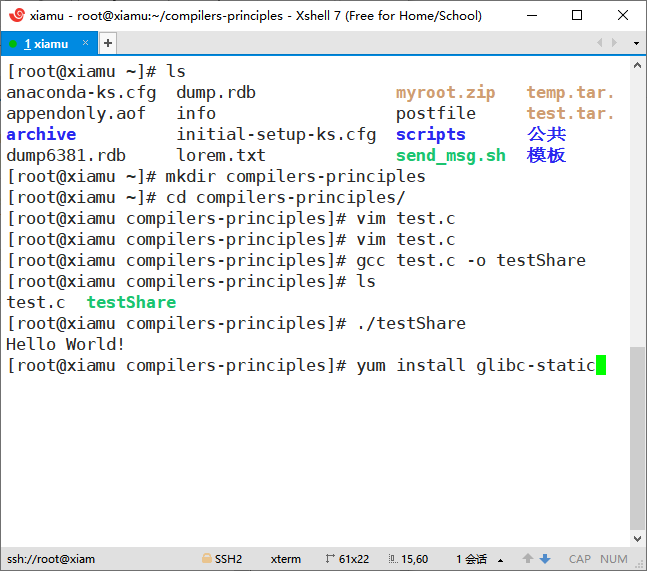 xiamu - root@xiamu:~/compilers-principles - Xshell 7 (Free for Home/School)
1 xiamu × +
[root@xiamu ~]# ls
anaconda-ks.cfg dump.rdb myroot.zip temp.tar.
appendonly.aof info postfile test.tar.
archive initial-setup-ks.cfg scripts 公共
dump6381.rdb lorem.txt send_msg.sh 模板
[root@xiamu ~]# mkdir compilers-principles
[root@xiamu ~]# cd compilers-principles/
[root@xiamu compilers-principles]# vim test.c
[root@xiamu compilers-principles]# vim test.c
[root@xiamu compilers-principles]# gcc test.c -o testShare
[root@xiamu compilers-principles]# ls
test.c testShare
[root@xiamu compilers-principles]# ./testShare
Hello World!
[root@xiamu compilers-principles]# yum install glibc-static
ssh://root@xiam SSH2 xterm 61x22 15,60 1 会话 CAP NUM